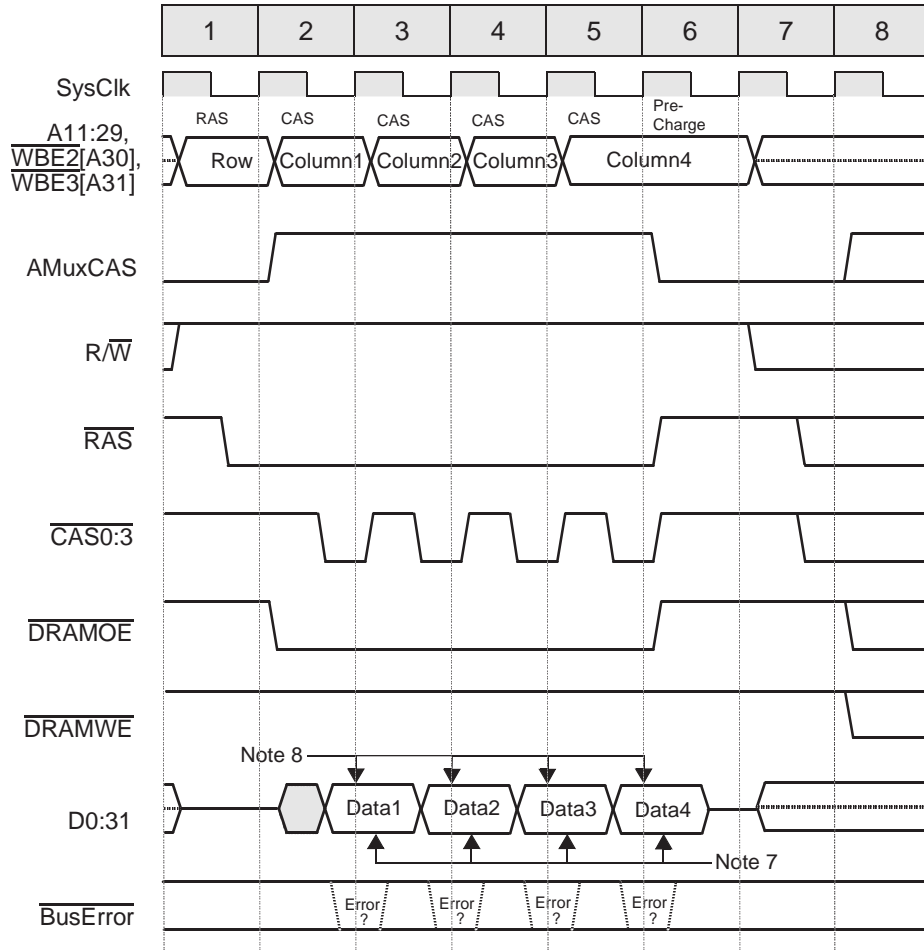 1 2 3 4 5 6 7 8
SysClk
RAS CAS CAS CAS CAS Pre-
Charge
A11:29,
WBE2[A30],
WBE3[A31]
Row Column1 Column2 Column3 Column4
AMuxCAS
R/W
RAS
CAS0:3
DRAMOE
DRAMWE
Note 8
D0:31
Data1 Data2 Data3 Data4
Note 7
BusError
Error
?
Error
?
Error
?
Error
?